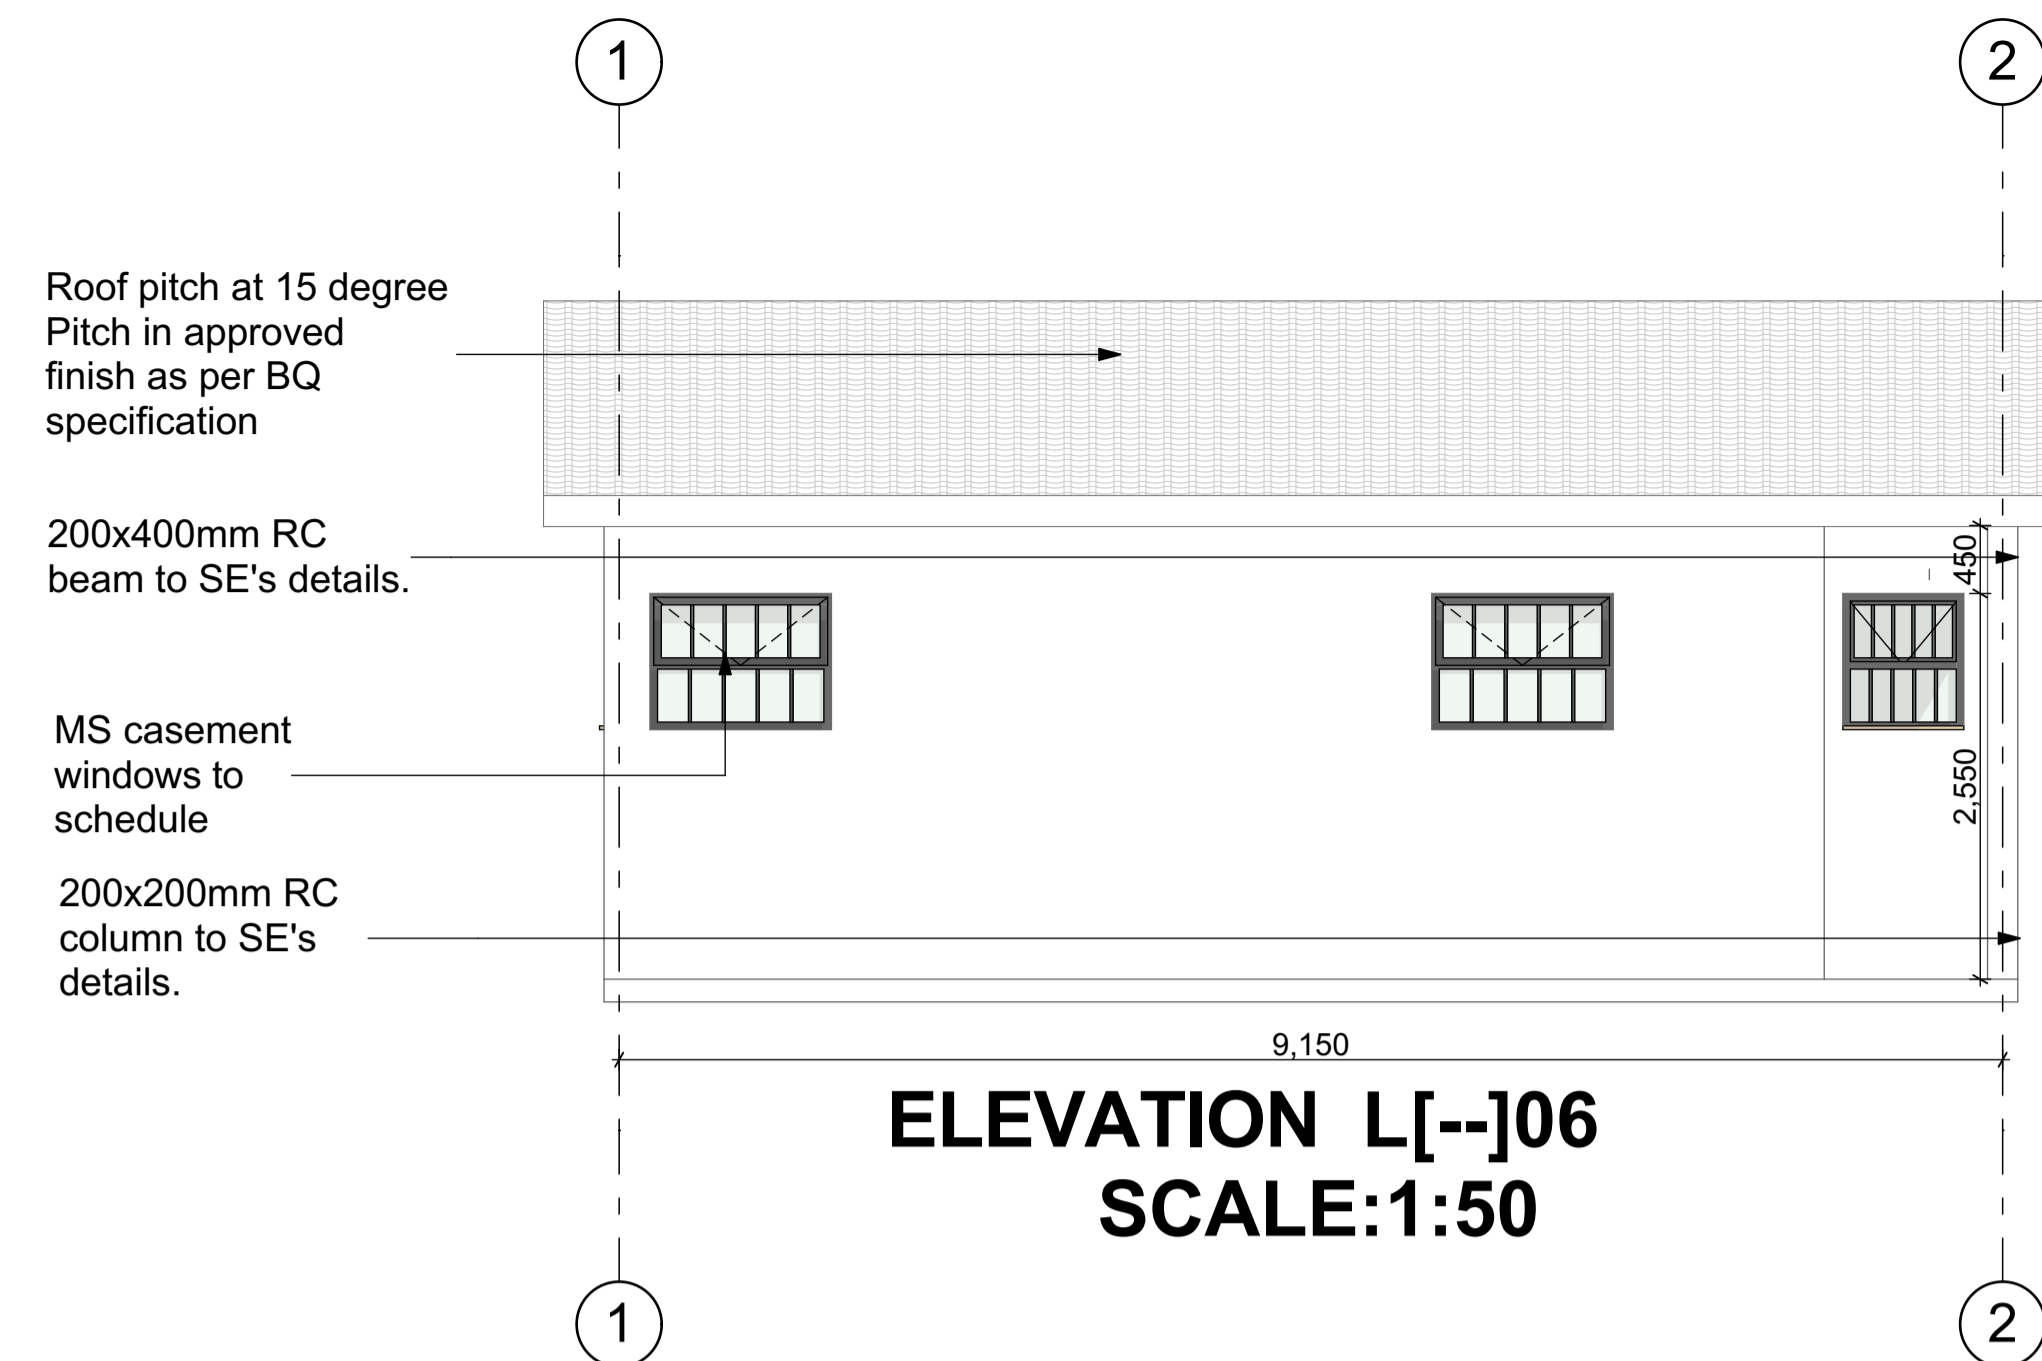 1
2
Roof pitch at 15 degree
Pitch in approved
finish as per BQ
specification
200x400mm RC
beam to SE's details.
450
MS casement
windows to
schedule
2,550
200x200mm RC
column to SE's
details.
9,150
ELEVATION L[--]06
SCALE:1:50
1
2